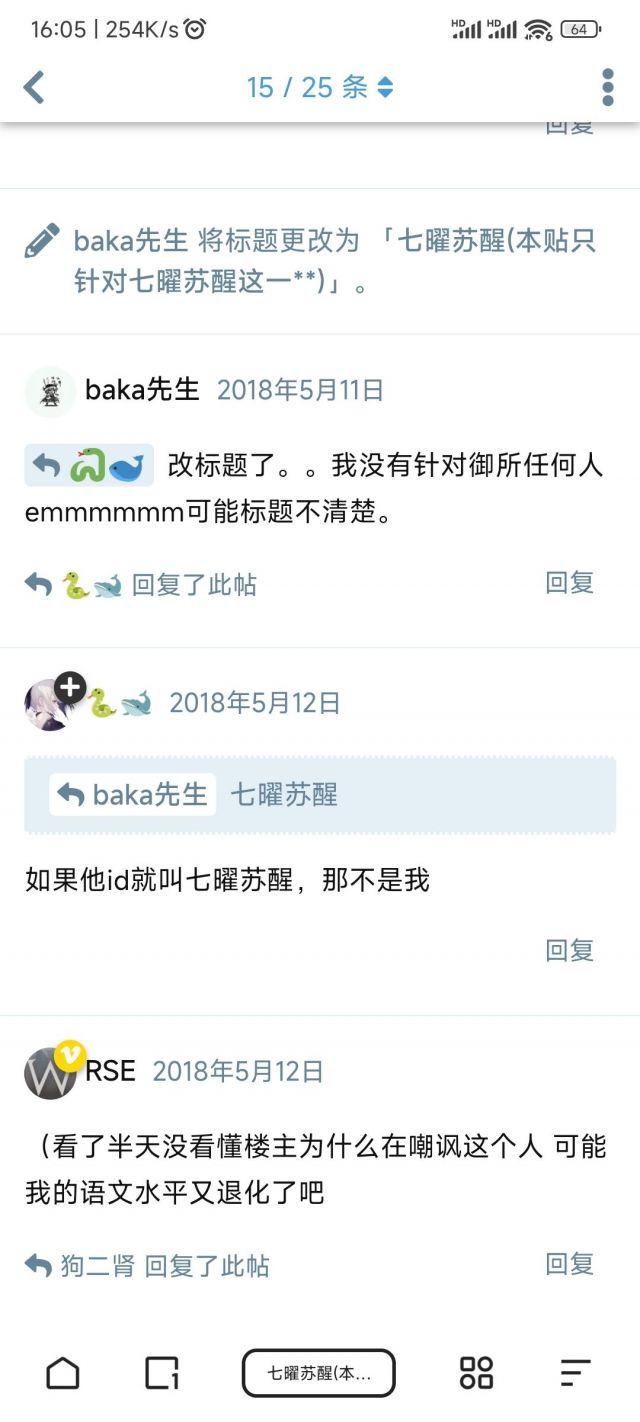 16:05 | 254K/s
HD HD 6 64
15 / 25 条
回复
baka先生 将标题更改为 「七曜苏醒(本贴只
针对七曜苏醒这一**)」。
baka先生 2018年5月11日
改标题了。。我没有针对御所任何人
emmmmmm可能标题不清楚。
回复了此帖 回复
2018年5月12日
baka先生 七曜苏醒
如果他id就叫七曜苏醒，那不是我
回复
RSE 2018年5月12日
（看了半天没看懂楼主为什么在嘲讽这个人 可能
我的语文水平又退化了吧
狗二肾 回复了此帖 回复
1 七曜苏醒(本...